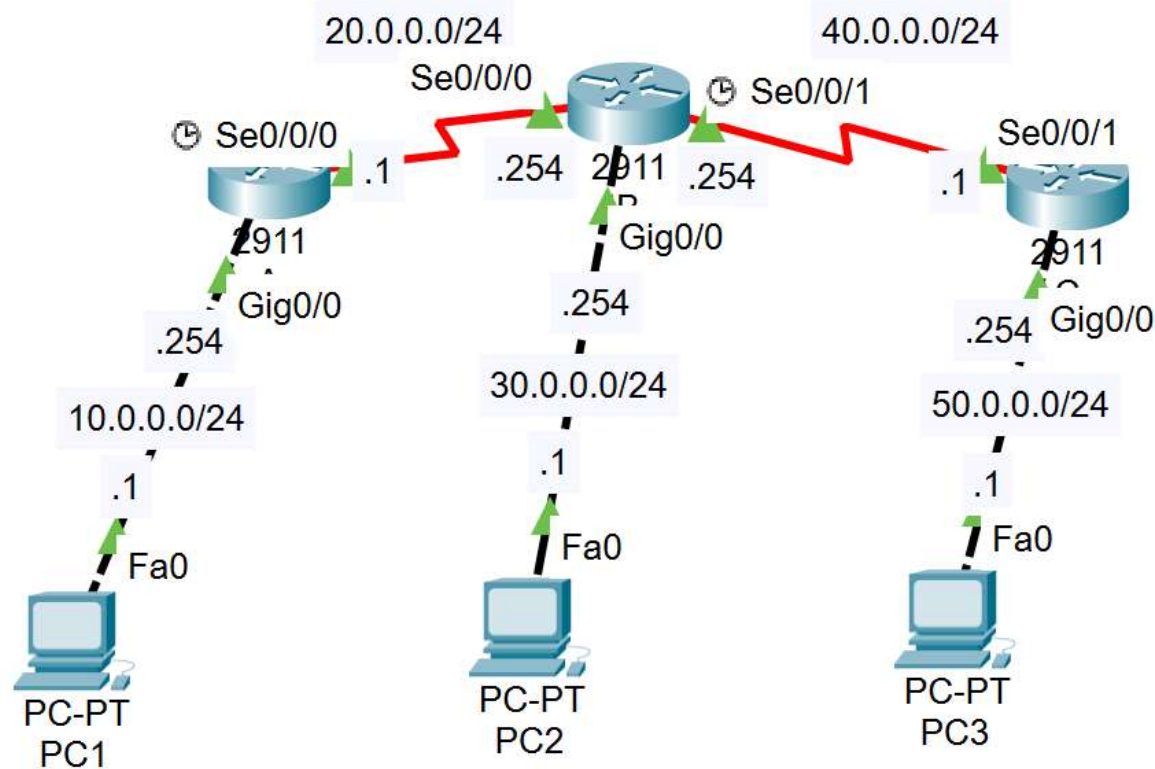 20.0.0.0/24
40.0.0.0/24
Se0/0/0
Se0/0/1
Se0/0/0
Se0/0/1
.1
.254
2911
.254
.1
2911
Gig0/0
2911
Gig0/0
Gig0/0
.254
.254
.254
10.0.0.0/24
30.0.0.0/24
50.0.0.0/24
.1
.1
.1
Fa0
Fa0
Fa0
PC-PT
PC1
PC-PT
PC2
PC-PT
PC3